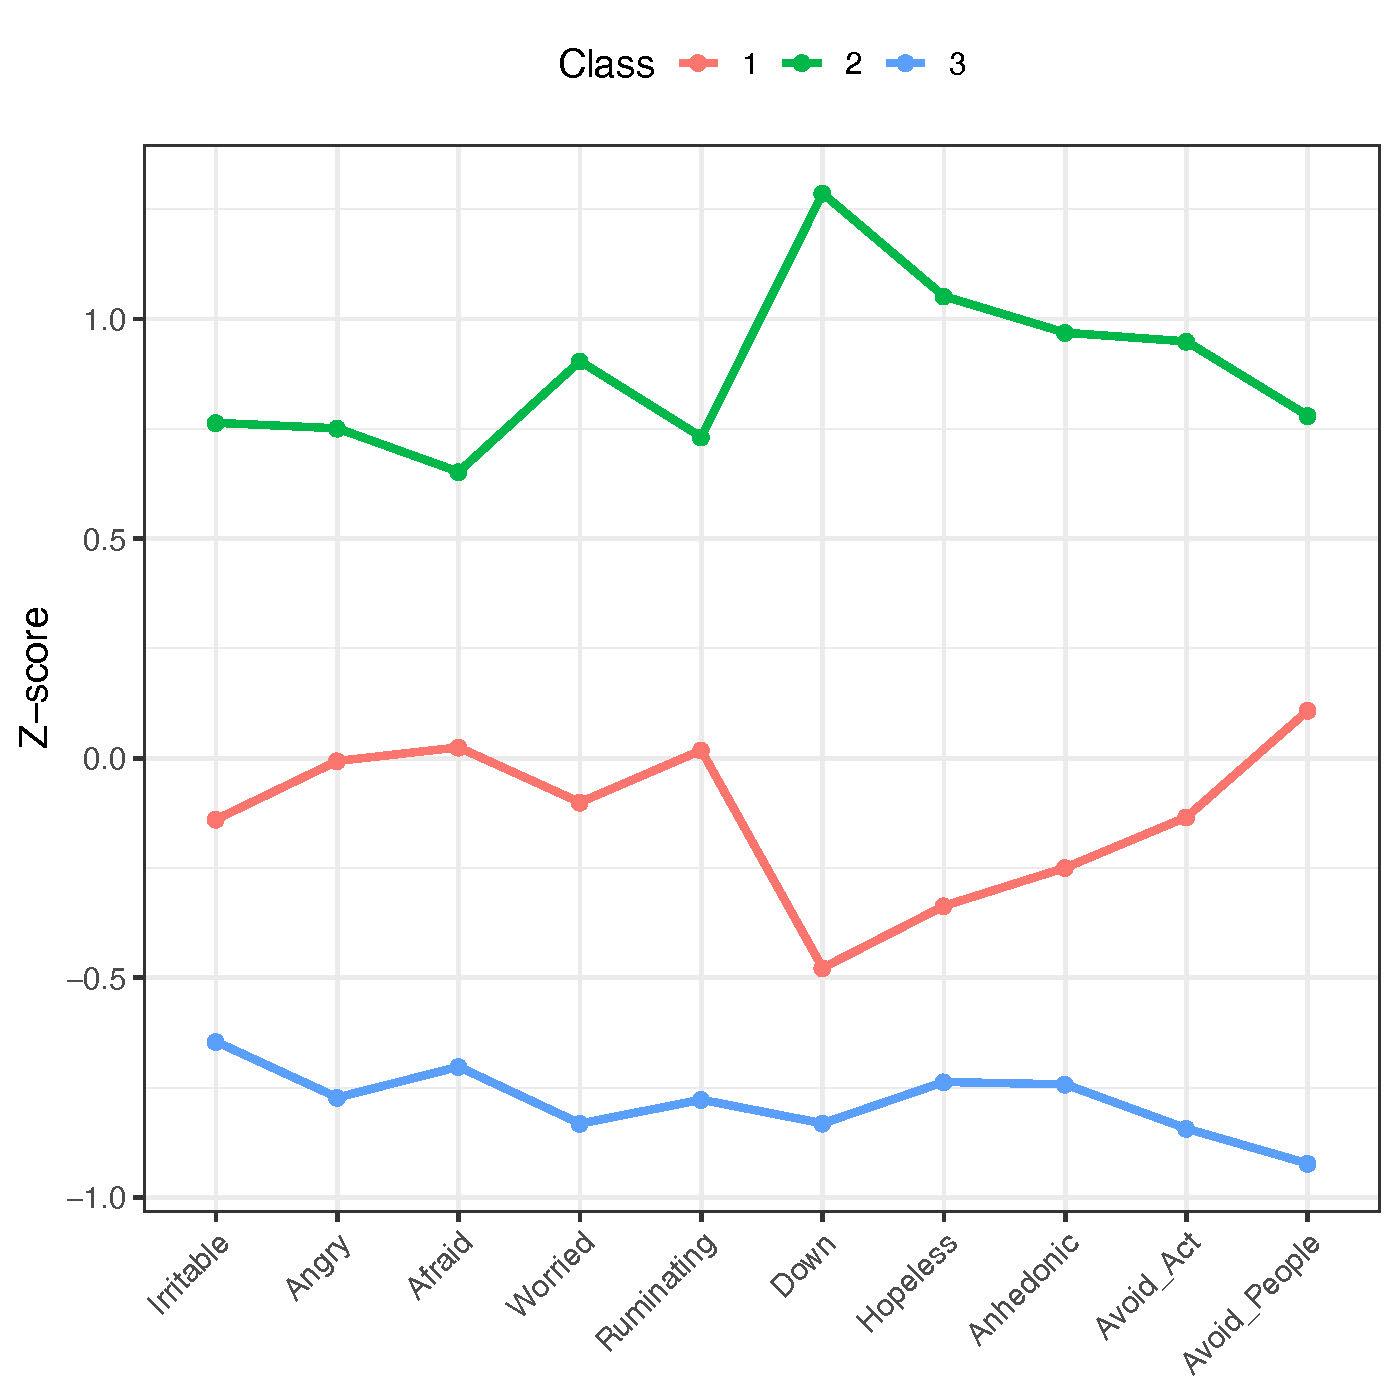 Class 1 2 3
Z−score
1.0
0.5
0.0
−0.5
−1.0
Irritable
Angry
Afraid
Worried
Ruminating
Down
Hopeless
Anhedonic
Avoid_Act
Avoid_People